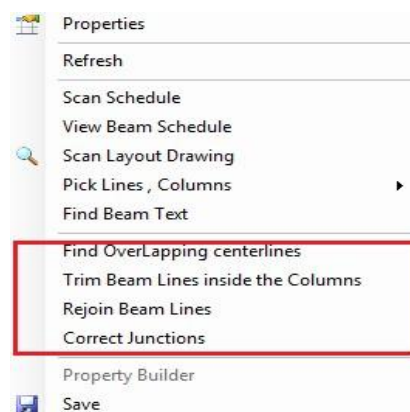 Properties
Refresh
Scan Schedule
View Beam Schedule
Scan Layout Drawing
Pick Lines , Columns
Find Beam Text
Find OverLapping centerlines
Trim Beam Lines inside the Columns
Rejoin Beam Lines
Correct Junctions
Property Builder
Save